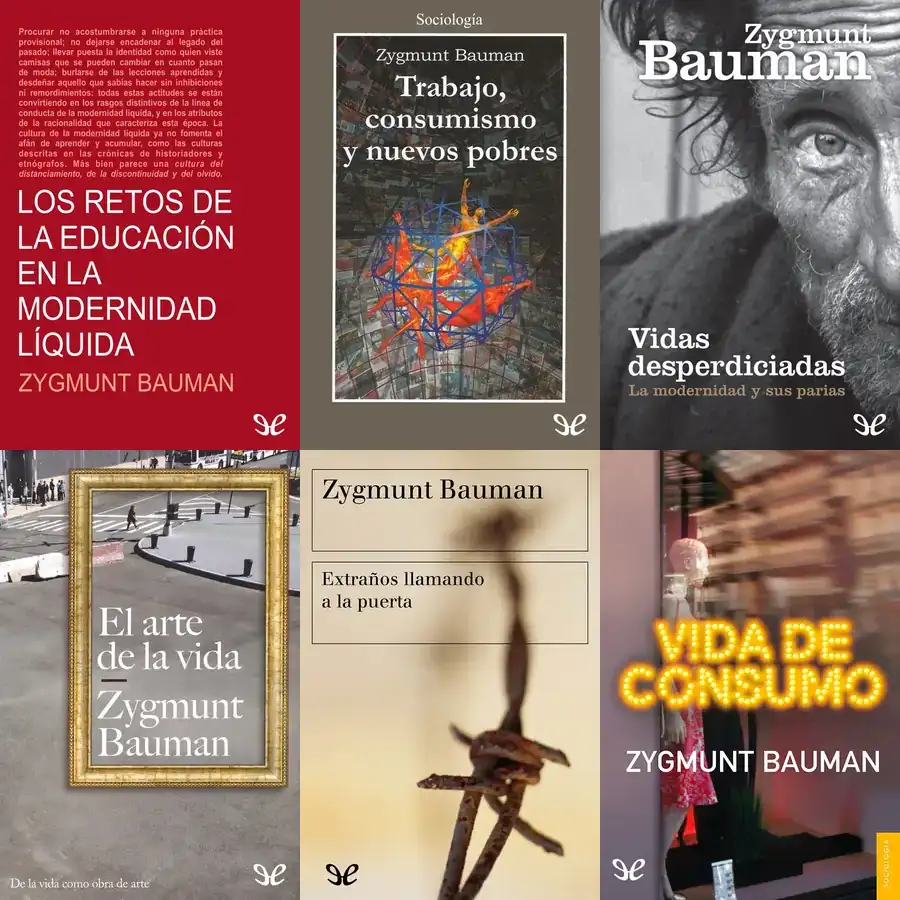 Procurar no acostumbrarse a ninguna práctica
provisional; no dejarse encadenar al legado del
pasado; llevar puesta la identidad como quien viste
camisas que se pueden cambiar en cuanto pasan
de moda; burlarse de las lecciones aprendidas y
desdeñar aquello que sabías hacer sin inhibiciones
ni remordimientos: todas estas actitudes se están
convirtiendo en los rasgos distintivos de la línea de
conducta de la modernidad líquida, y en los atributos
de la racionalidad que caracteriza esta época. La
cultura de la modernidad líquida ya no fomenta el
afán de aprender y acumular, como las culturas
descritas en las crónicas de historiadores y
etnógrafos. Más bien parece una cultura del
distanciamiento, de la discontinuidad y del olvido.
LOS RETOS DE
LA EDUCACIÓN
EN LA
MODERNIDAD
LÍQUIDA
ZYGMUNT BAUMAN
Sociología
Zygmunt Bauman
Trabajo,
consumismo
y nuevos pobres
Zygmunt
Bauman
Vidas
desperdiciadas
La modernidad y sus parias
El arte
de la vida
Zygmunt
Bauman
De la vida como obra de arte
Zygmunt Bauman
Extraños llamando
a la puerta
VIDA DE
CONSUMO
ZYGMUNT BAUMAN
SOCIOLOGÍA